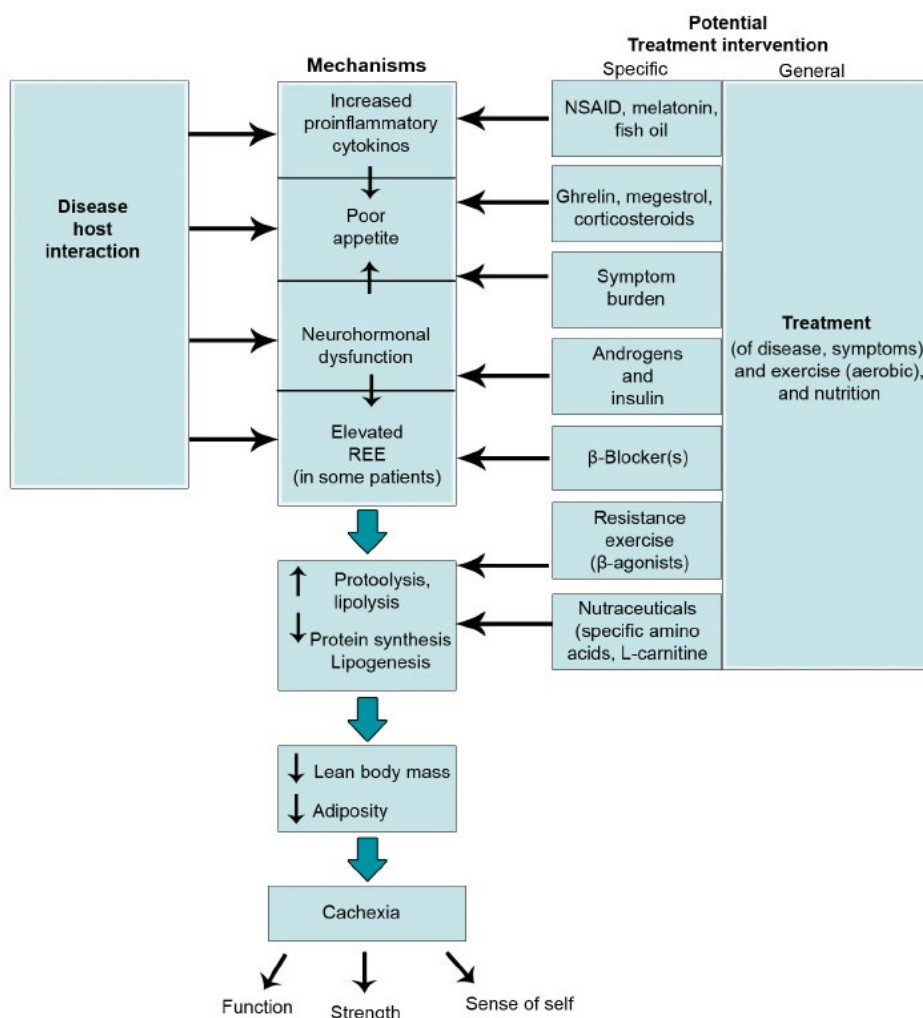 Potential
Treatment intervention
Specific
General
Mechanisms
Disease
host
interaction
Increased
proinflammatory
cytokinos
Poor
appetite
Neurohormonal
dysfunction
Elevated
REE
(in some patients)
NSAID, melatonin,
fish oil
Ghrelin, megestrol,
corticosteroids
Symptom
burden
Androgens
and
insulin
β-Blocker(s)
Resistance
exercise
(β-agonists)
Nutraceuticals
(specific amino
acids, L-carnitine
Treatment
(of disease, symptoms)
and exercise (aerobic),
and nutrition
Protoolysis,
lipolysis
Protein synthesis
Lipogenesis
Lean body mass
Adiposity
Cachexia
Function
Strength
Sense of self